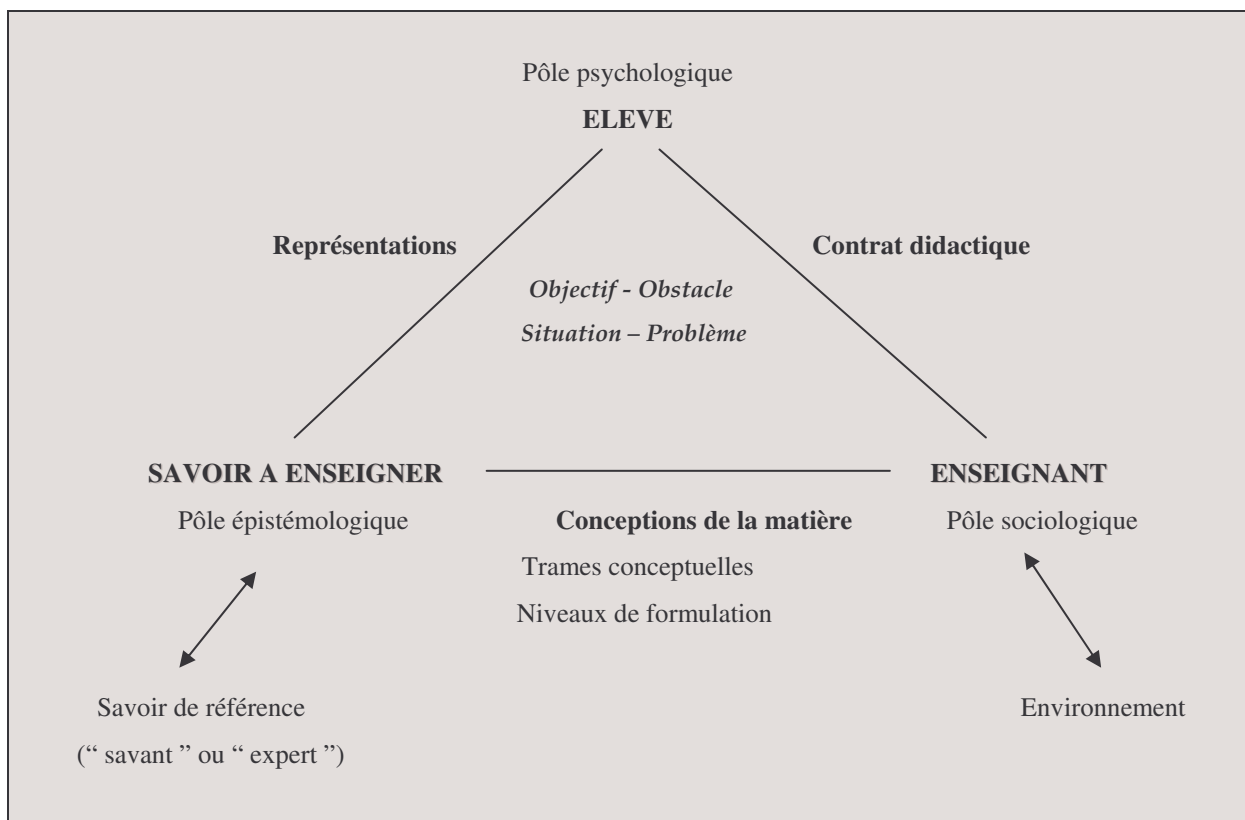 Pôle psychologique
ELEVE
Représentations
Contrat didactique
Objectif - Obstacle
Situation – Problème
SAVOIR A ENSEIGNER
ENSEIGNANT
Pôle épistémologique
Conceptions de la matière
Pôle sociologique
Trames conceptuelles
Niveaux de formulation
Savoir de référence
Environnement
(“ savant ” ou “ expert ”)